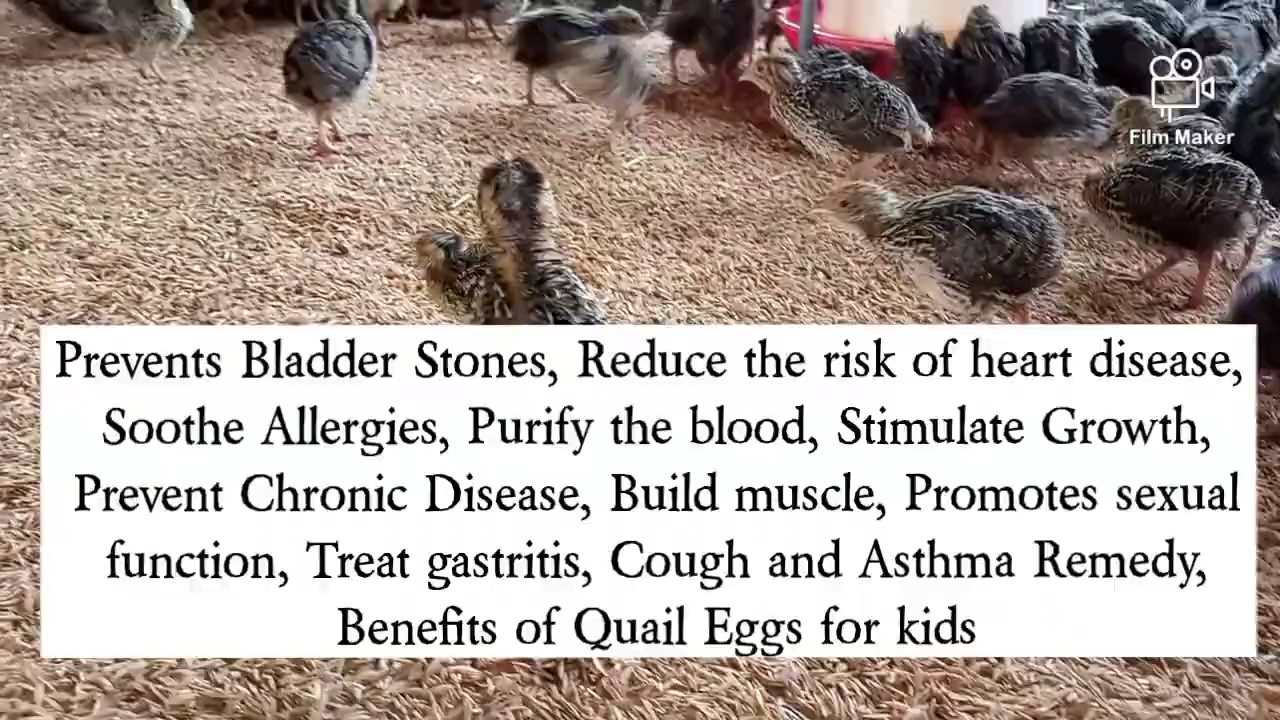 Film Maker
Prevents Bladder Stones, Reduce the risk of heart disease,
Soothe Allergies, Purify the blood, Stimulate Growth,
Prevent Chronic Disease, Build muscle, Promotes sexual
function, Treat gastritis, Cough and Asthma Remedy,
Benefits of Quail Eggs for kids